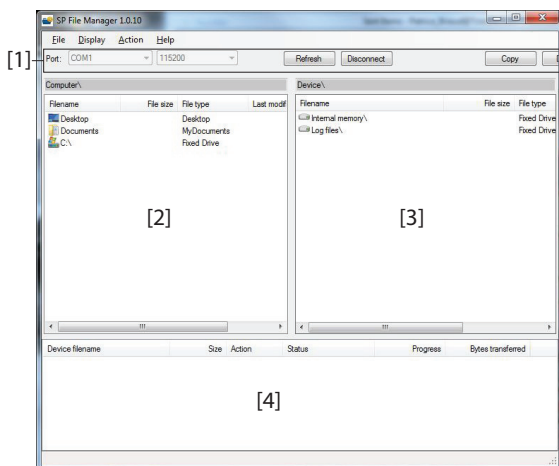 SP File Manager 1.0.10
File Display Action Help
[1]
Port: COM1 115200 Refresh Disconnect Copy
Computer\
Filename File size File type Last modif
Desktop Desktop
Documents MyDocuments
C:\ Fixed Drive
[2]
Device\
Filename File size File type
Internal memory\ Fixed Drive
Log files\ Fixed Drive
[3]
Device filename Size Action Status Progress Bytes transferred
[4]